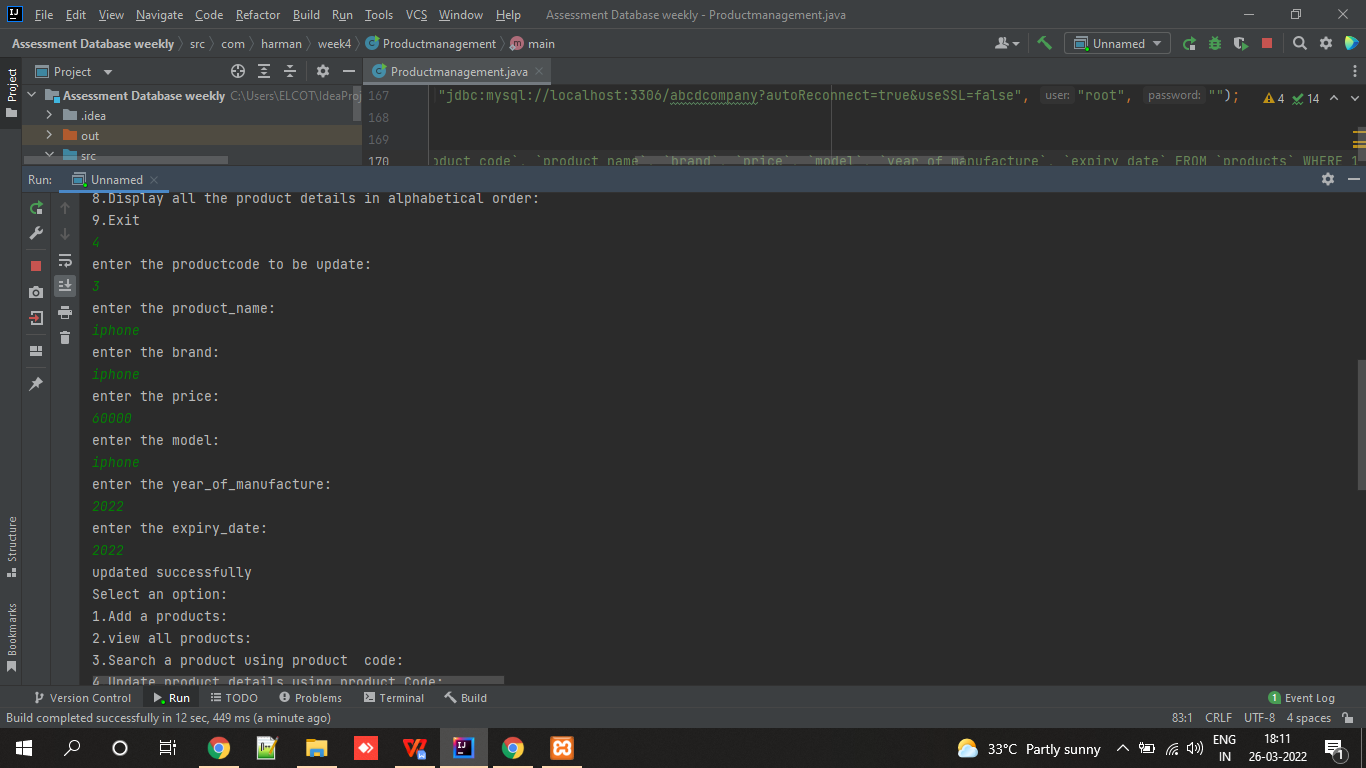 File Edit View Navigate Code Refactor Build Run Tools VCS Window Help Assessment Database weekly - Productmanagement.java
Assessment Database weekly src com harman week4 Productmanagement main Unnamed
Project Productmanagement.java
Project
Assessment Database weekly C:\Users\ELCOT\IdeaProj
.idea
out
src
167 "jdbc:mysql://localhost:3306/abcdcompany?autoReconnect=true&useSSL=false", user: "root", password: ""); 4 14
168
169
170 oduct_code`, `product_name`, `brand`, `price`, `model`, `year_of_manufacture`, `expiry_date` FROM `products` WHERE 1
Run: Unnamed
8.Display all the product details in alphabetical order:
9.Exit
4
enter the productcode to be update:
3
enter the product_name:
iphone
enter the brand:
iphone
enter the price:
60000
enter the model:
iphone
enter the year_of_manufacture:
2022
enter the expiry_date:
2022
updated successfully
Select an option:
1.Add a products:
2.view all products:
3.Search a product using product  code:
4.Update product details using product Code:
Structure
Bookmarks
Version Control Run TODO Problems Terminal Build 1 Event Log
Build completed successfully in 12 sec, 449 ms (a minute ago) 83:1 CRLF UTF-8 4 spaces
33°C Partly sunny ENG IN 18:11 26-03-2022 1